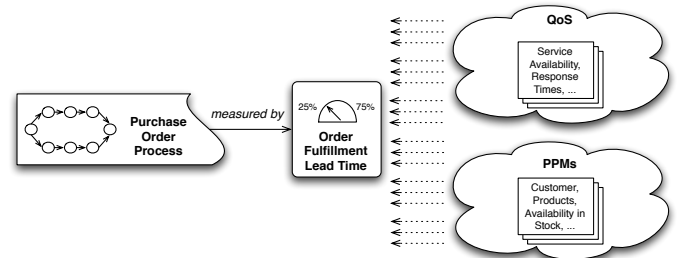 Purchase
Order
Process
measured by
25%
75%
Order
Fulfillment
Lead Time
QoS
Service
Availability,
Response
Times, ...
PPMs
Customer,
Products,
Availability in
Stock, ...